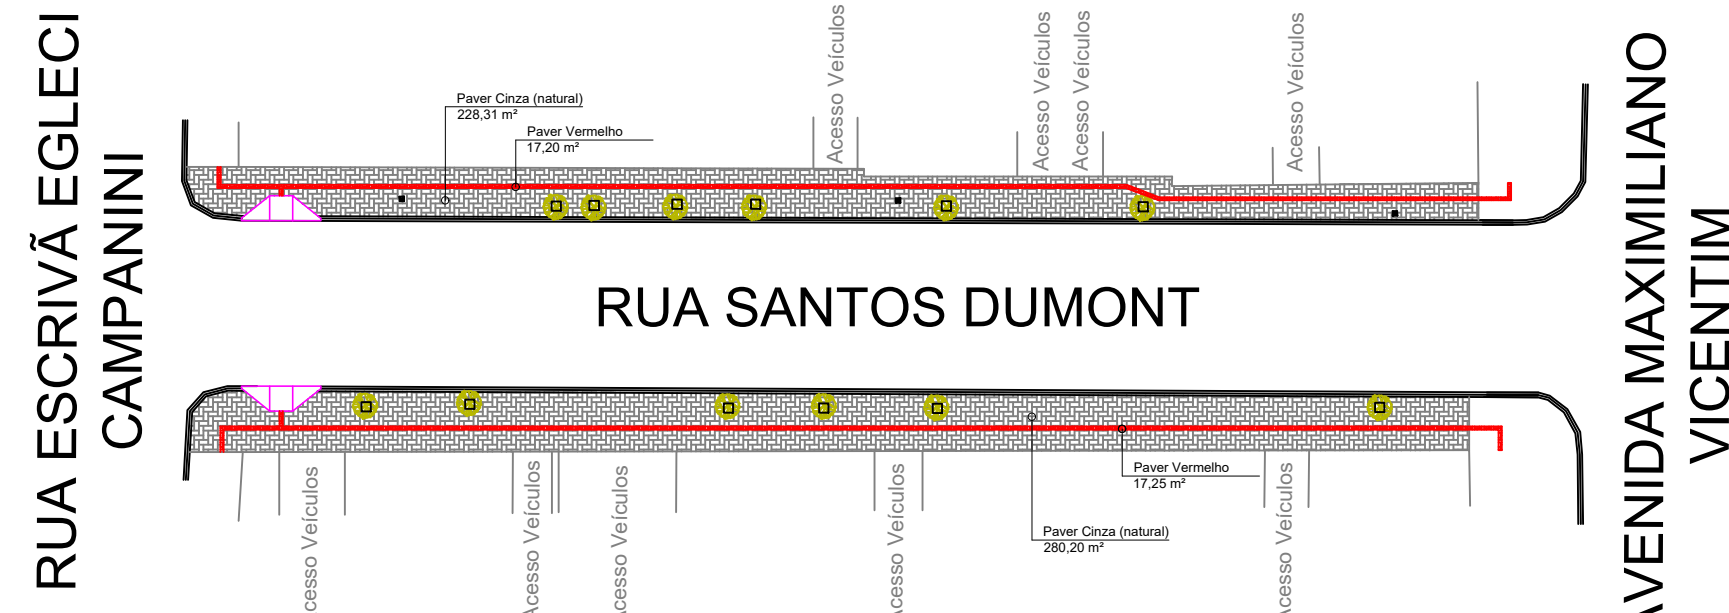 RUA ESCRIVÃ EGLECI
CAMPANINI
Acesso Veículos
Acesso Veículos
Acesso Veículos
Acesso Veículos
Paver Cinza (natural)
228,31 m²
Paver Vermelho
17,20 m²
RUA SANTOS DUMONT
AVENIDA MAXIMILIANO
VICENTIM
Paver Vermelho
17,25 m²
Paver Cinza (natural)
280,20 m²
Acesso Veículos
Acesso Veículos
Acesso Veículos
Acesso Veículos
Acesso Veículos